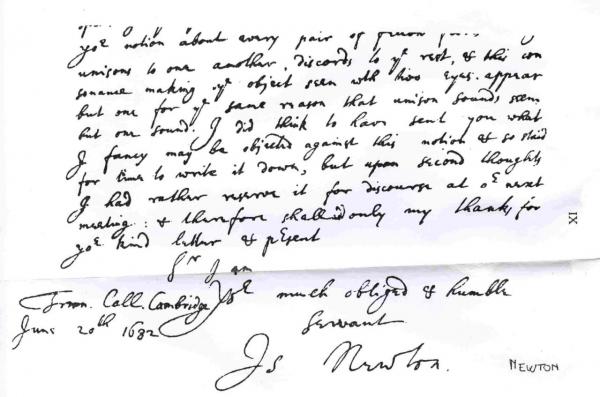 yor notion about every pair of
unisons to one another, discords to ye rest, & this con
sonance making ye object seen with two eyes appear
but one for ye same reason that unison sounds seem
but one sound. I did think to have sent you what
I fancy may be objected against this notion & so staid
for time to write it down, but upon second thoughts
I had rather reserve it for discourse at or next
meeting: & therefore shall add only my thanks for
yor kind letter & present
Sr I am
Yor much obliged & humble
Trin. Coll. Cambridge
June 20th 1682
Servant
Is Newton.
NEWTON
IX